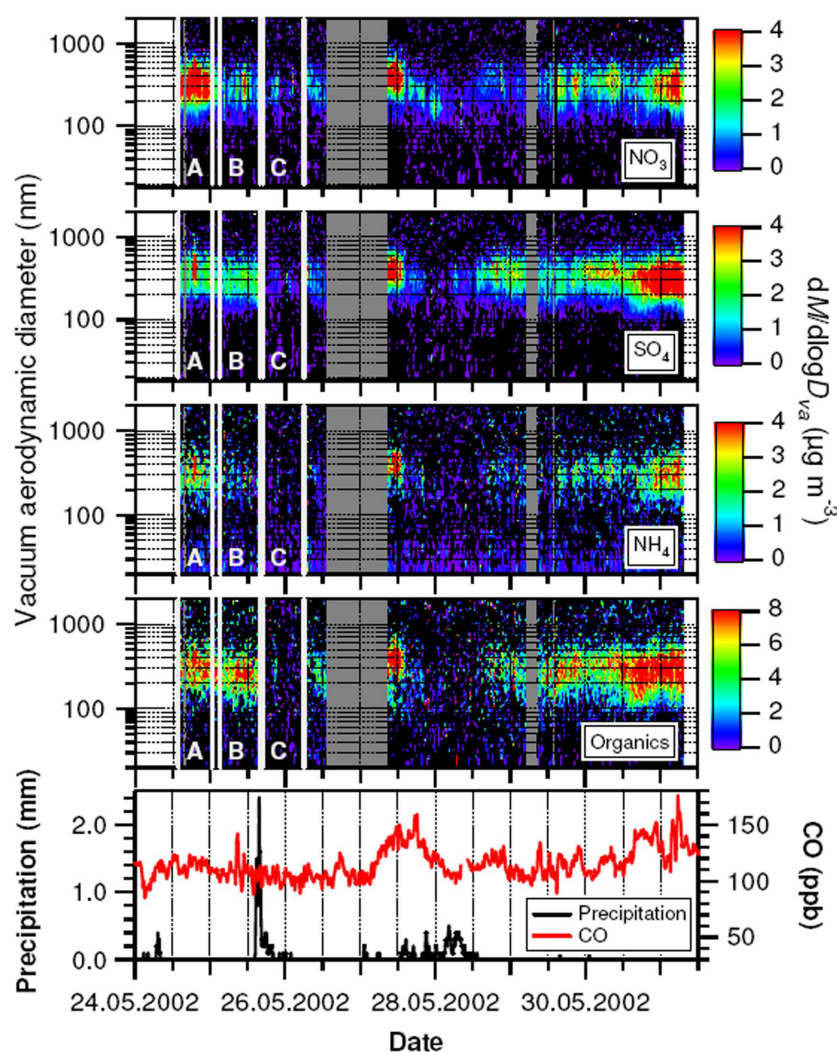 1000
100
A B C
NO3
4
3
2
1
0
1000
100
A B C
SO4
4
3
2
1
0
1000
100
A B C
NH4
4
3
2
1
0
1000
100
A B C
Organics
8
6
4
2
0
Vacuum aerodynamic diameter (nm)
dM/dlogDva (µg m-3)
Precipitation (mm)
2.0
1.0
0.0
150
100
50
CO (ppb)
Precipitation
CO
24.05.2002 26.05.2002 28.05.2002 30.05.2002
Date